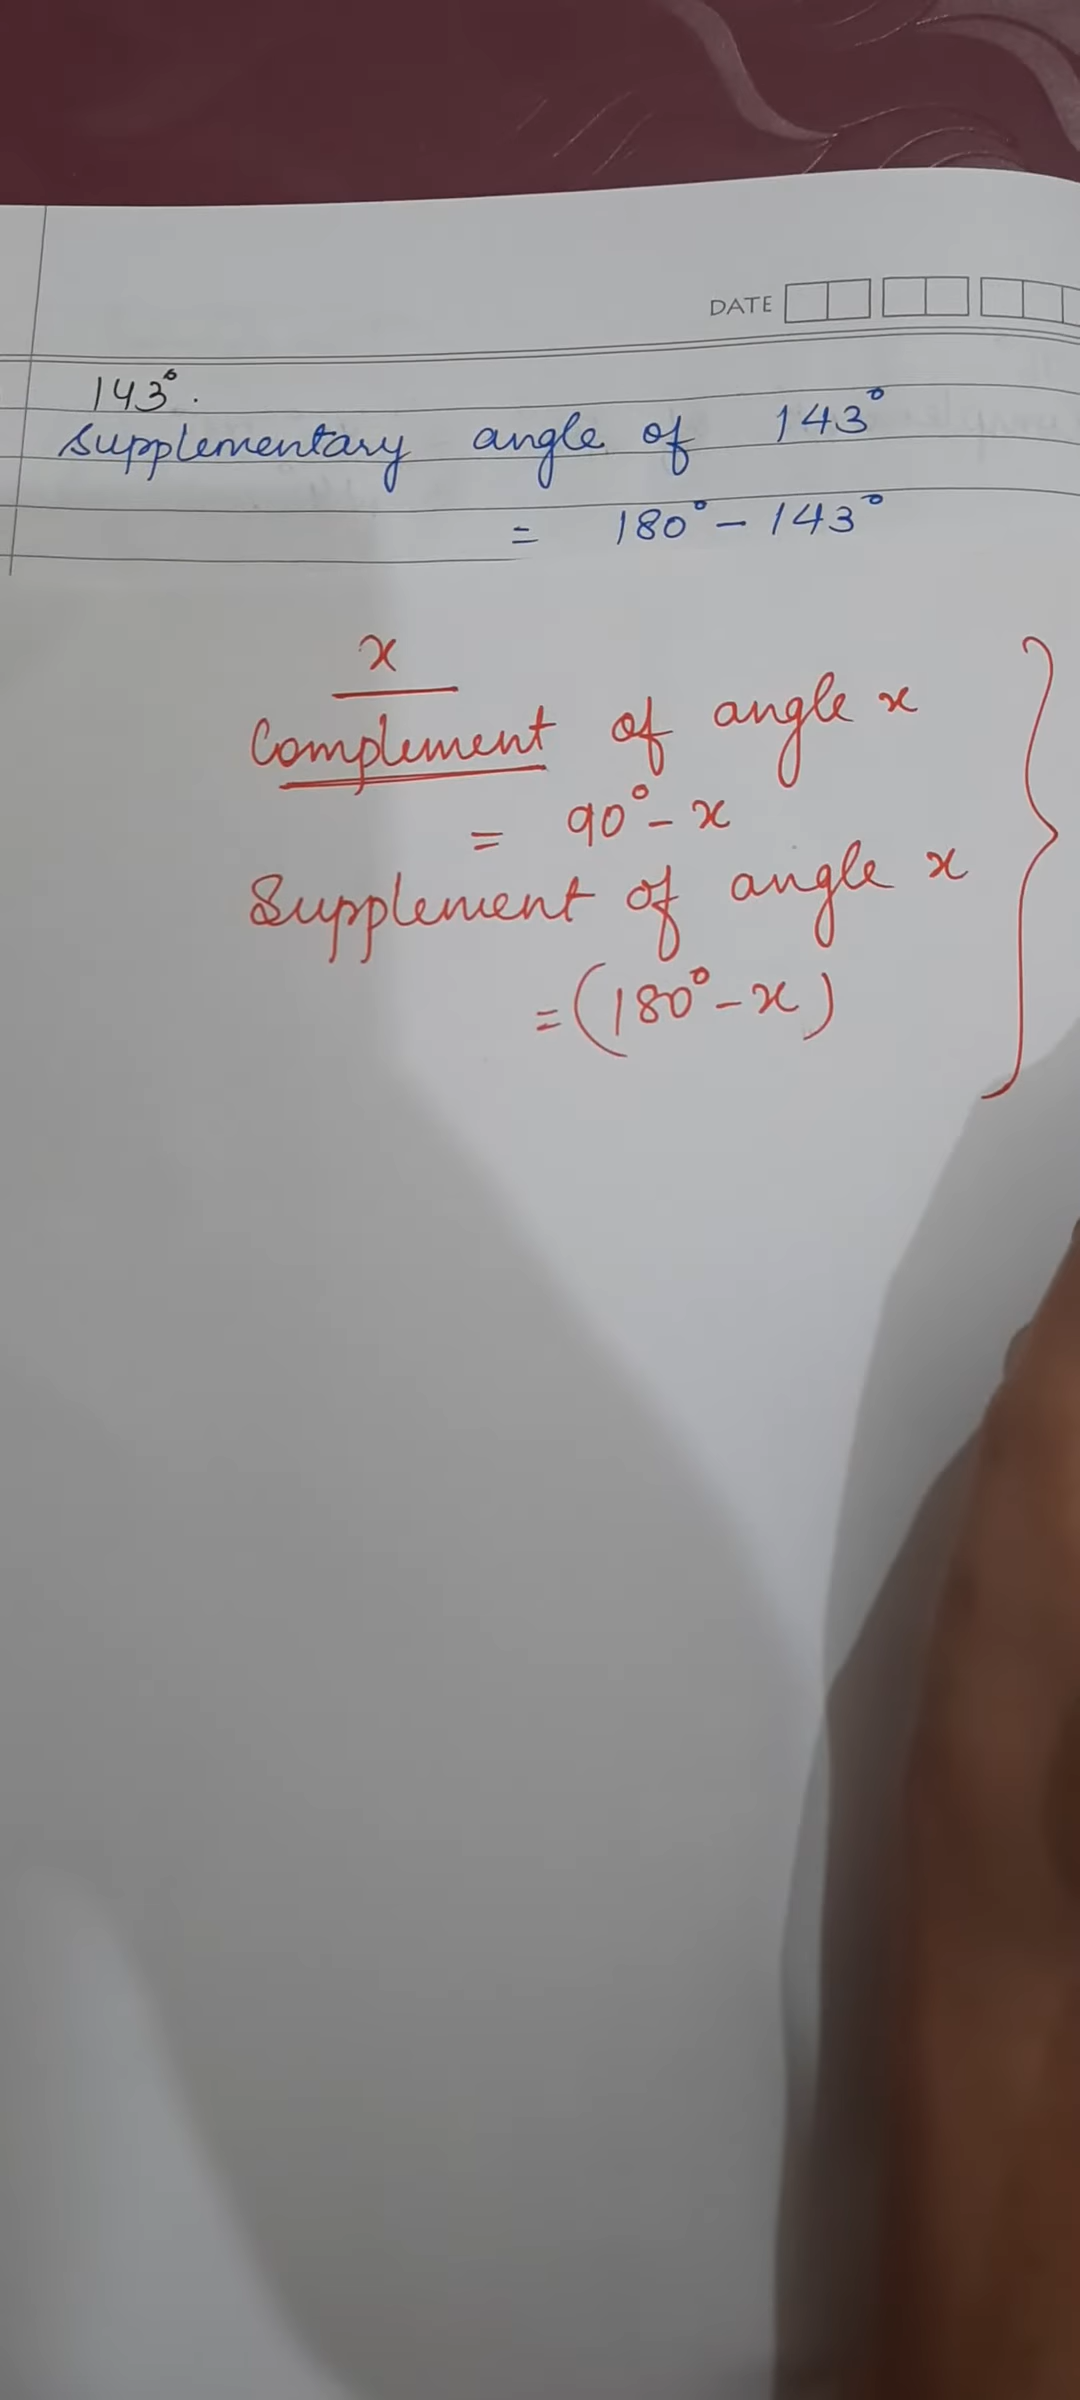 DATE
143°.
Supplementary angle of 143°
= 180° - 143°
x
Complement of angle x
= 90° - x
Supplement of angle x
= (180° - x)